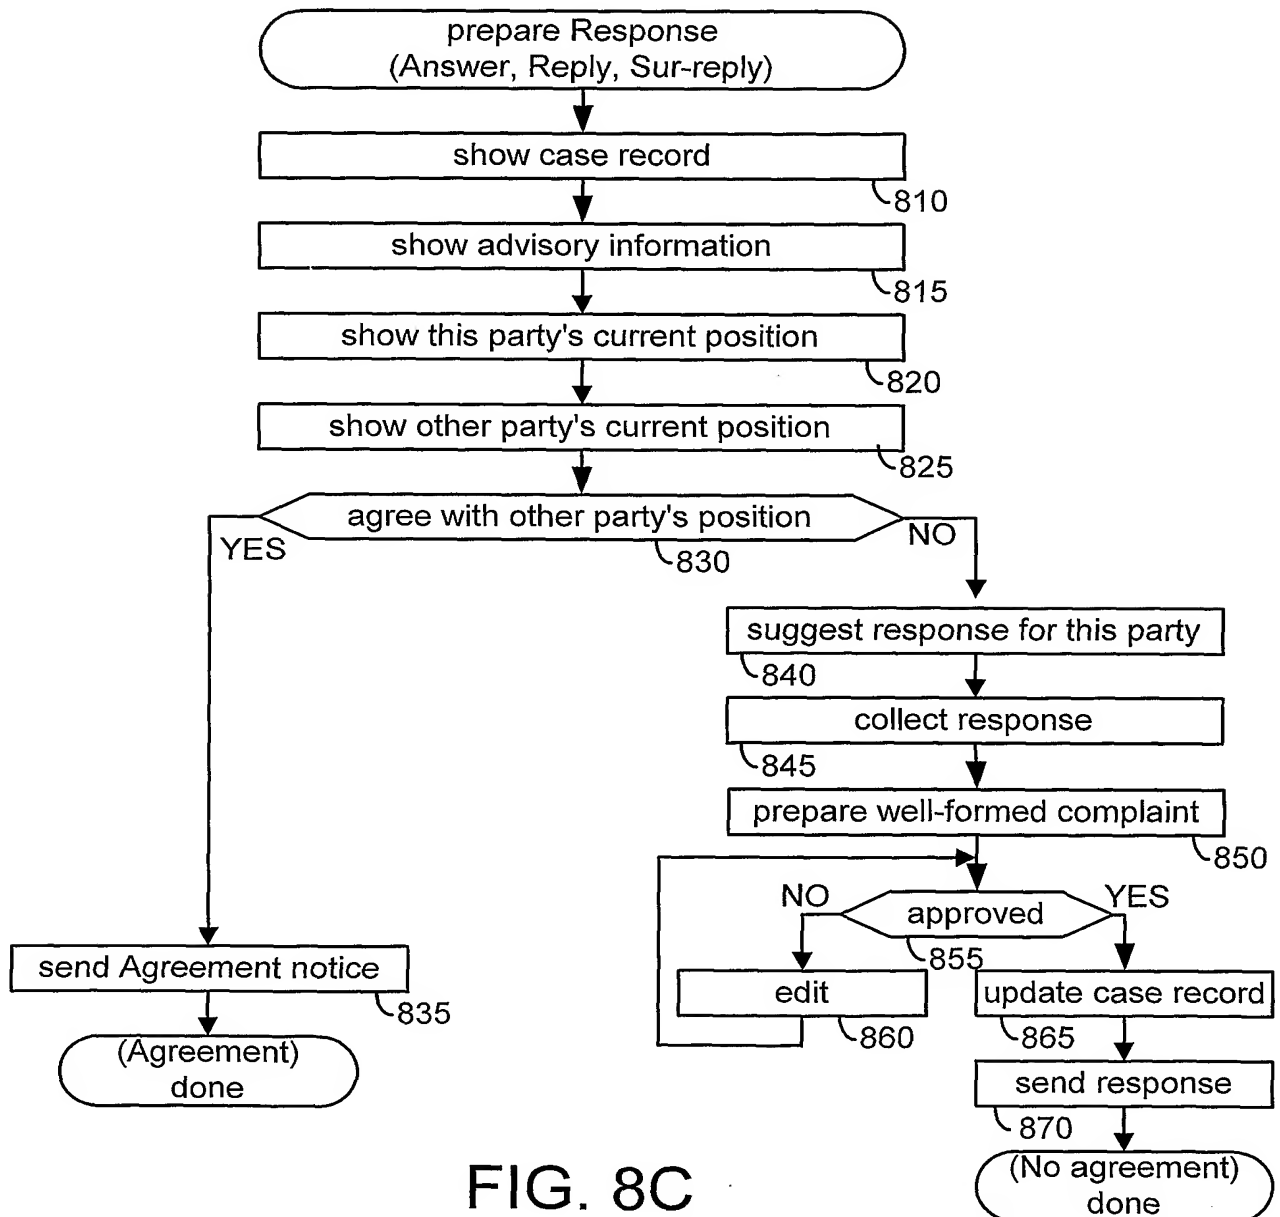 prepare Response
(Answer, Reply, Sur-reply)
show case record
810
show advisory information
815
show this party's current position
820
show other party's current position
825
agree with other party's position
YES
NO
830
suggest response for this party
840
collect response
845
prepare well-formed complaint
850
NO
YES
approved
855
send Agreement notice
835
edit
860
update case record
865
(Agreement)
done
send response
870
(No agreement)
done
FIG. 8C